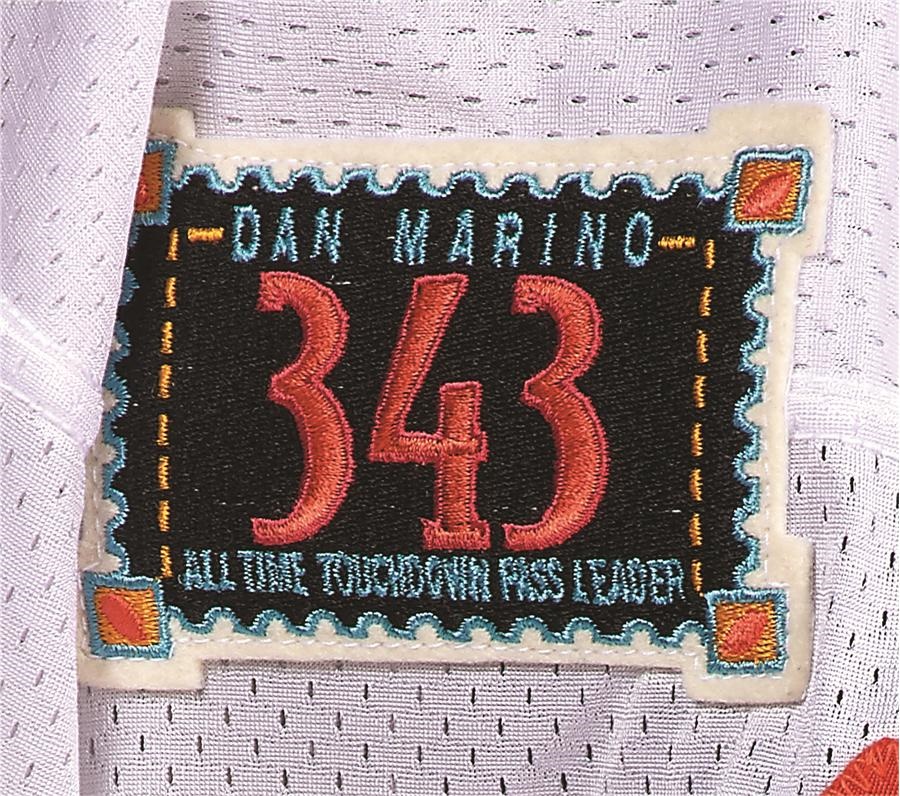 DAN MARINO
343
ALL TIME TOUCHDOWN PASS LEADER